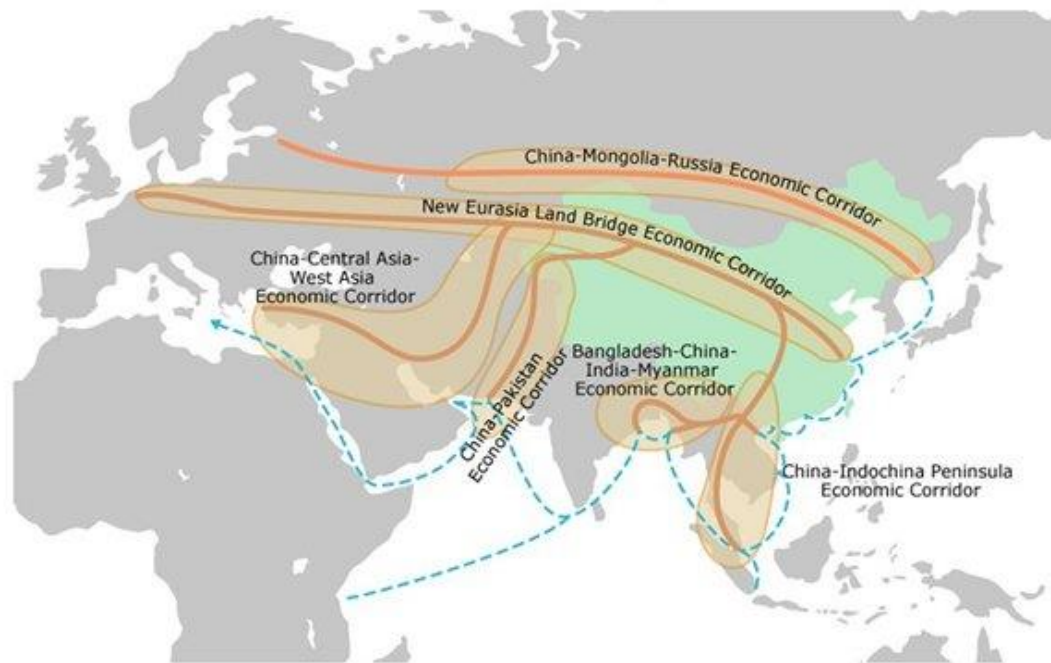 China-Mongolia-Russia Economic Corridor
New Eurasia Land Bridge Economic Corridor
China-Central Asia-
West Asia
Economic Corridor
China-Pakistan
Economic Corridor
Bangladesh-China-
India-Myanmar
Economic Corridor
China-Indochina Peninsula
Economic Corridor